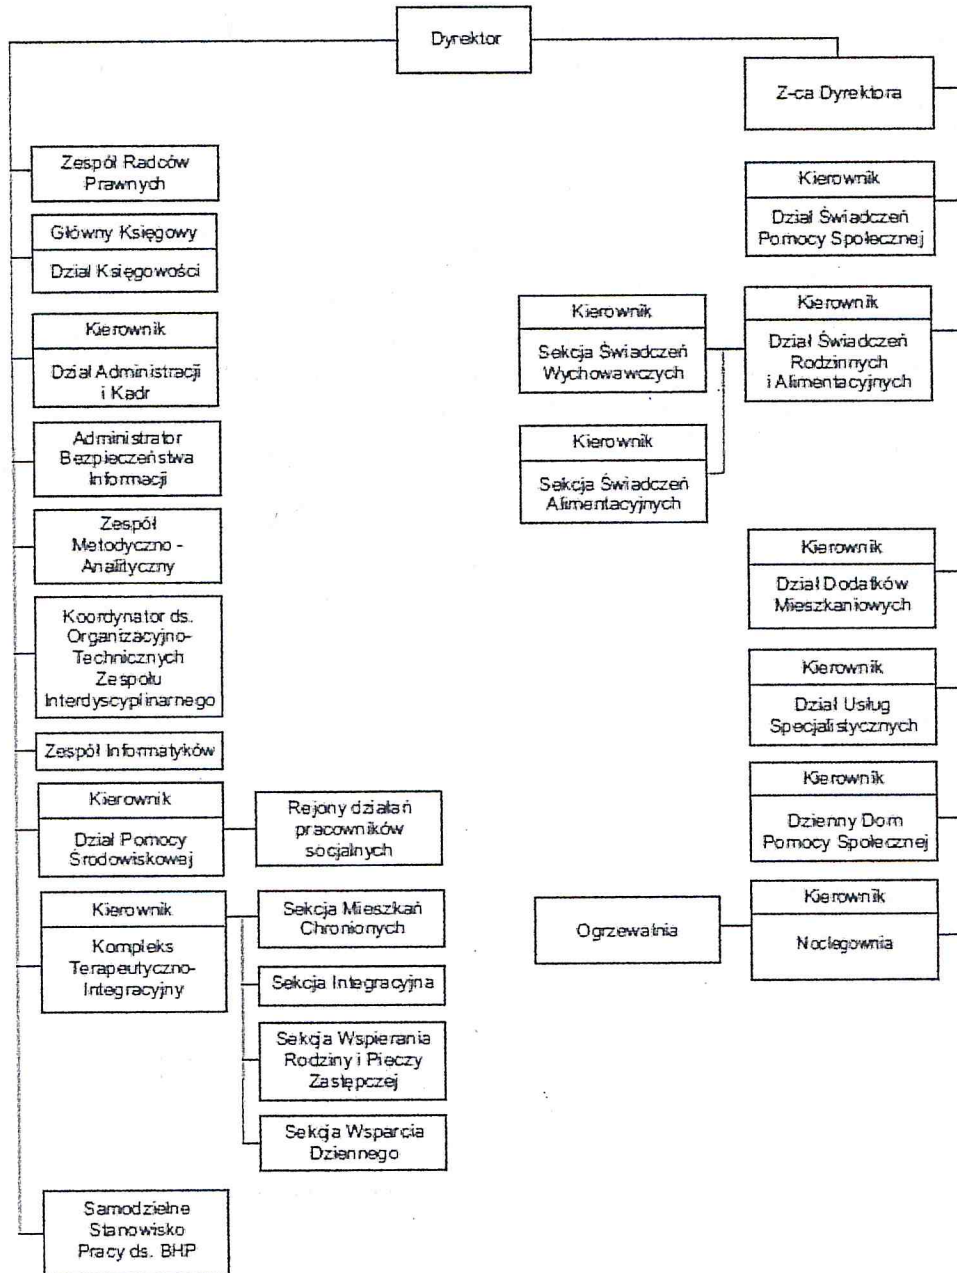 Dyrektor
Z-ca Dyrektora
Zespół Radców
Prawnych
Główny Księgowy
Dział Księgowości
Kierownik
Dział Administracji
i Kadr
Administrator
Bezpieczeństwa
Informacji
Zespół
Metodyczno -
Analityczny
Koordynator ds.
Organizacyjno-
Technicznych
Zespołu
Interdyscyplinarnego
Zespół Informatyków
Kierownik
Dział Pomocy
Środowiskowej
Rejony działań
pracowników
socjalnych
Kierownik
Kompleks
Terapeutyczno-
Integracyjny
Sekcja Mieszkań
Chronionych
Sekcja Integracyjna
Sekcja Wspierania
Rodziny i Pieczy
Zastępczej
Sekcja Wsparcia
Dziennego
Samodzielne
Stanowisko
Pracy ds. BHP
Kierownik
Dział Świadczeń
Pomocy Społecznej
Kierownik
Dział Świadczeń
Rodzinnych
i Alimentacyjnych
Kierownik
Sekcja Świadczeń
Wychowawczych
Kierownik
Sekcja Świadczeń
Alimentacyjnych
Kierownik
Dział Dodatków
Mieszkaniowych
Kierownik
Dział Usług
Specjalistycznych
Kierownik
Dzienny Dom
Pomocy Społecznej
Kierownik
Noclegownia
Ogrzewalnia